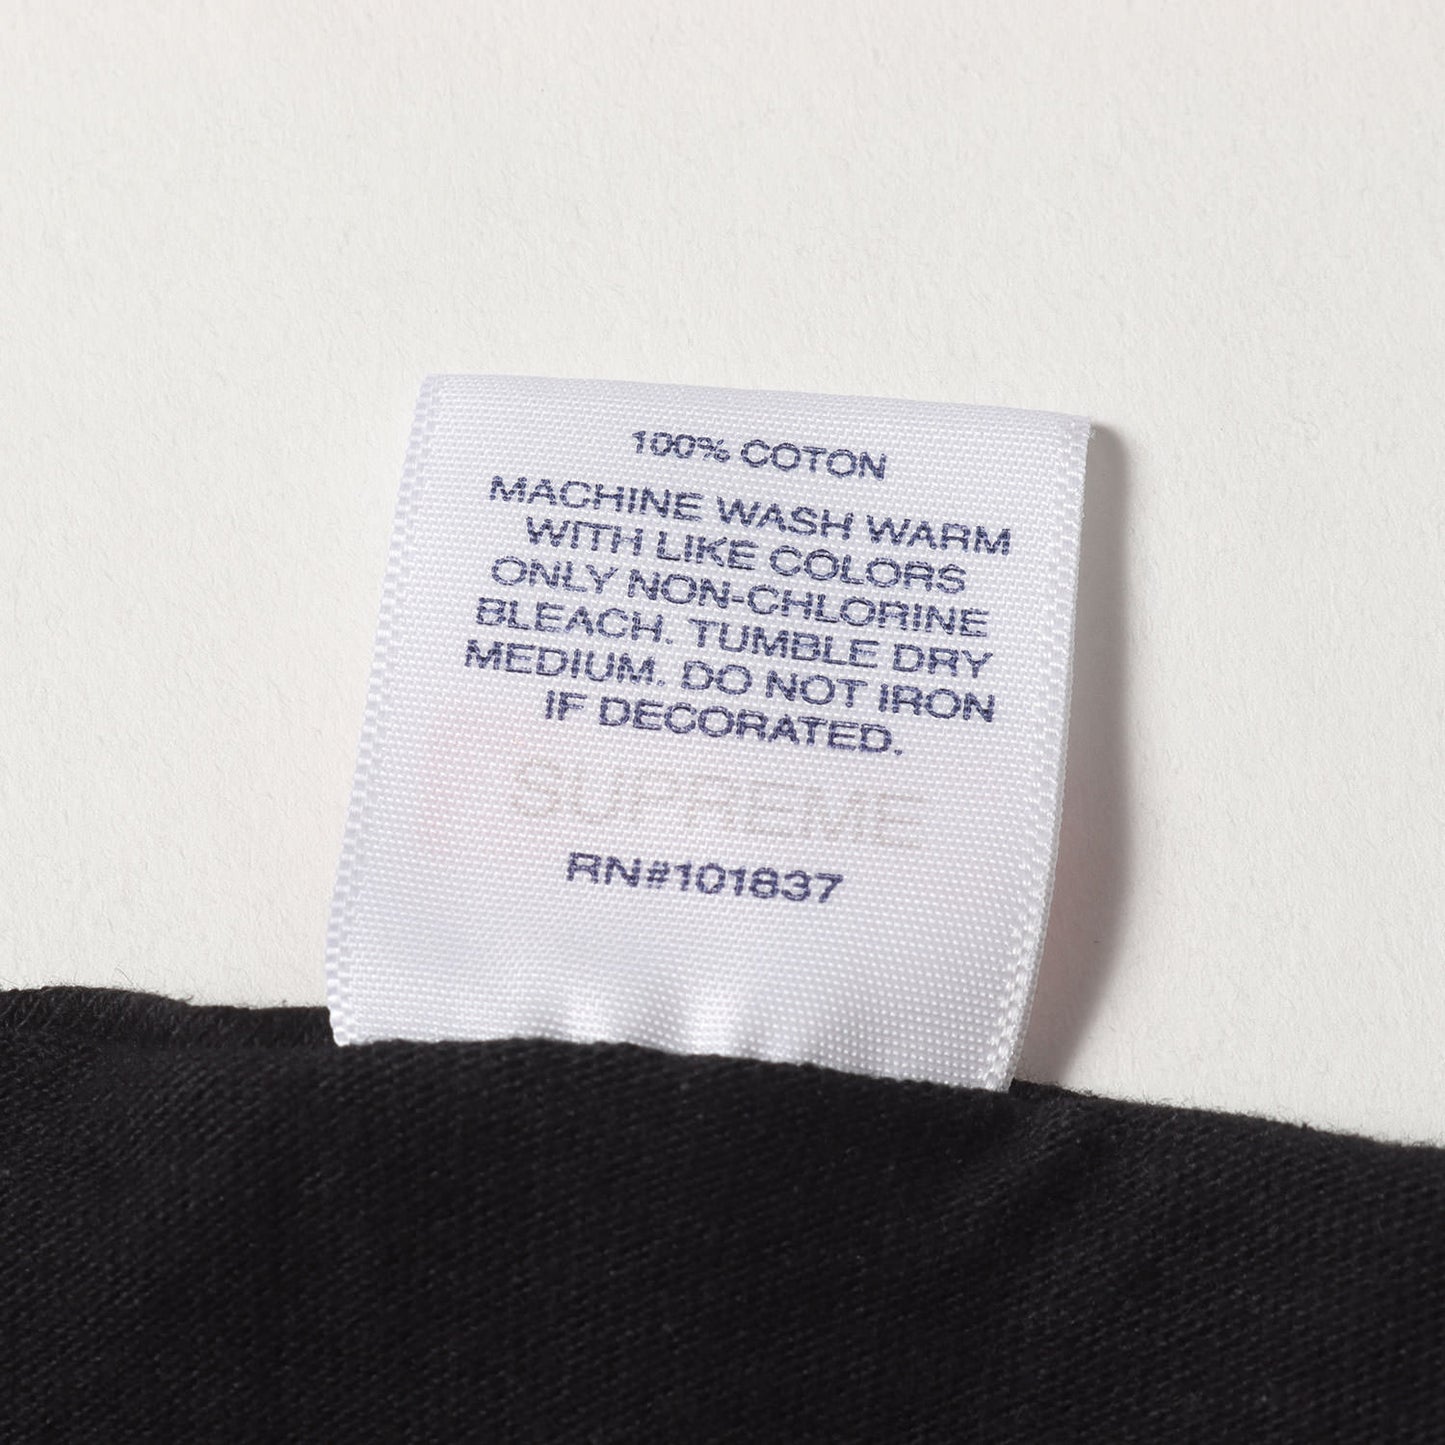 100% COTON
MACHINE WASH WARM
WITH LIKE COLORS
ONLY NON-CHLORINE
BLEACH. TUMBLE DRY
MEDIUM. DO NOT IRON
IF DECORATED.
SUPREME
RN#101837